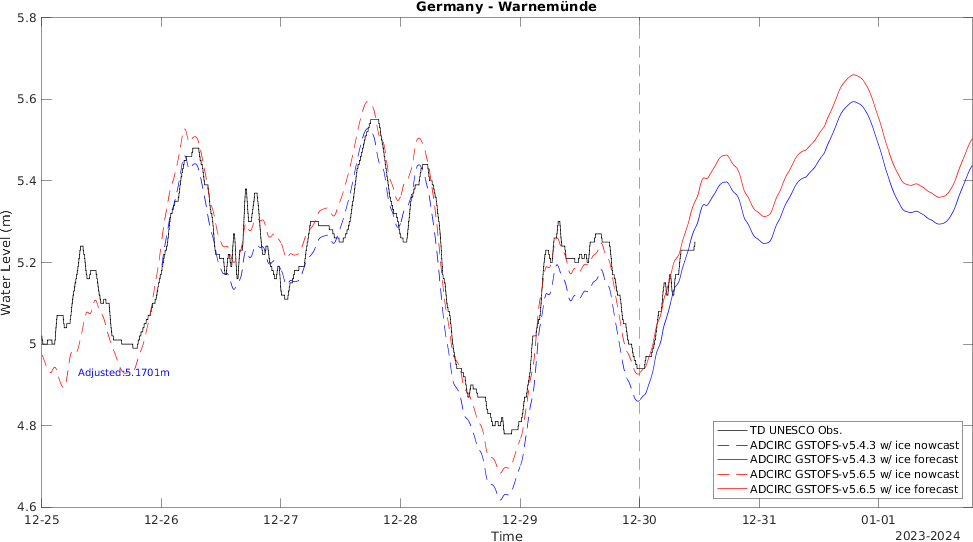 Germany - Warnemünde
Water Level (m)
5.8
5.6
5.4
5.2
5
4.8
4.6
Adjusted:5.1701m
TD UNESCO Obs.
ADCIRC GSTOFS-v5.4.3 w/ ice nowcast
ADCIRC GSTOFS-v5.4.3 w/ ice forecast
ADCIRC GSTOFS-v5.6.5 w/ ice nowcast
ADCIRC GSTOFS-v5.6.5 w/ ice forecast
12-25 12-26 12-27 12-28 12-29 12-30 12-31 01-01
Time
2023-2024